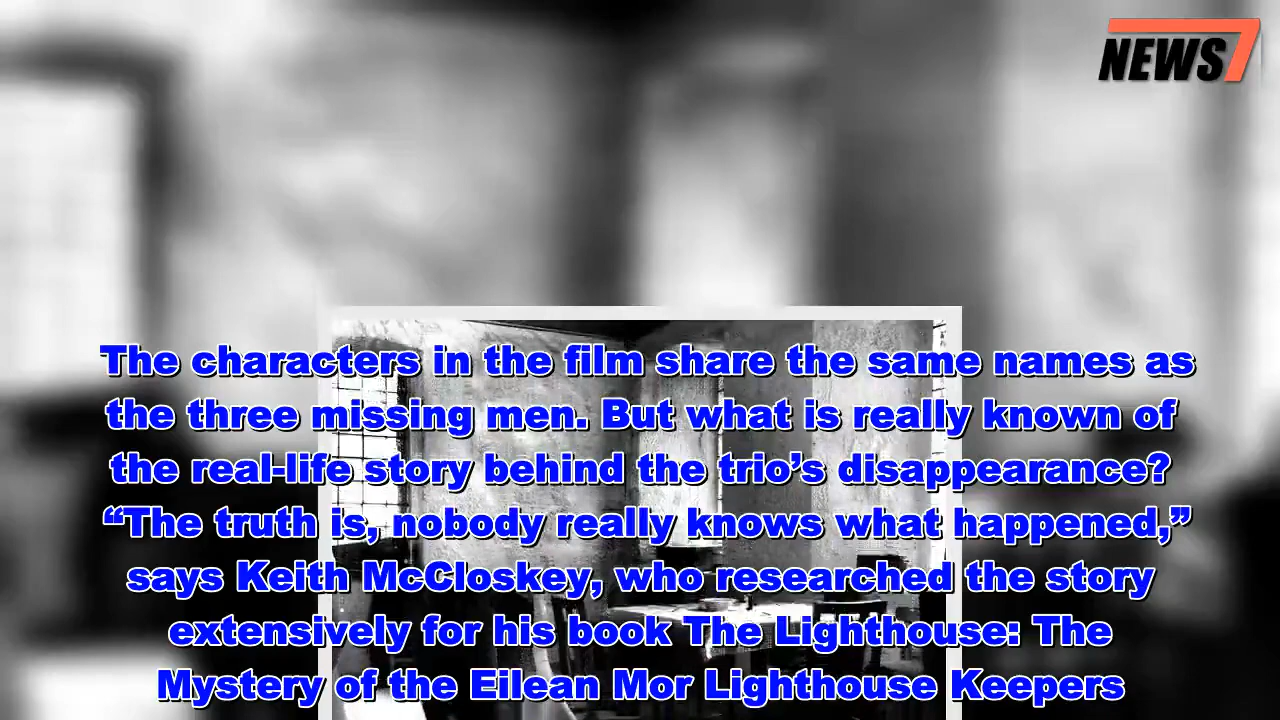 NEWS7
The characters in the film share the same names as
the three missing men. But what is really known of
the real-life story behind the trio’s disappearance?
“The truth is, nobody really knows what happened,”
says Keith McCloskey, who researched the story
extensively for his book The Lighthouse: The
Mystery of the Eilean Mor Lighthouse Keepers